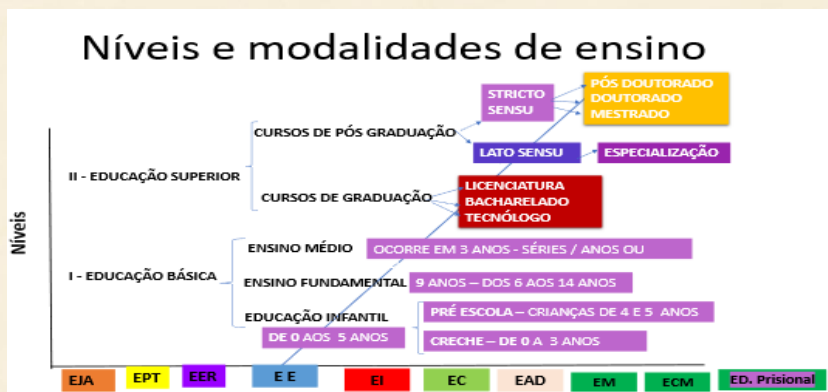 Níveis e modalidades de ensino
PÓS DOUTORADO
DOUTORADO
MESTRADO
STRICTO
SENSU
CURSOS DE PÓS GRADUAÇÃO
LATO SENSU
ESPECIALIZAÇÃO
II - EDUCAÇÃO SUPERIOR
LICENCIATURA
BACHARELADO
TECNÓLOGO
CURSOS DE GRADUAÇÃO
Níveis
ENSINO MÉDIO
OCORRE EM 3 ANOS - SÉRIES / ANOS OU
I - EDUCAÇÃO BÁSICA
ENSINO FUNDAMENTAL
9 ANOS – DOS 6 AOS 14 ANOS
EDUCAÇÃO INFANTIL
DE 0 AOS 5 ANOS
PRÉ ESCOLA – CRIANÇAS DE 4 E 5 ANOS
CRECHE – DE 0 A 3 ANOS
EJA
EPT
EER
E E
EI
EC
EAD
EM
ECM
ED. Prisional